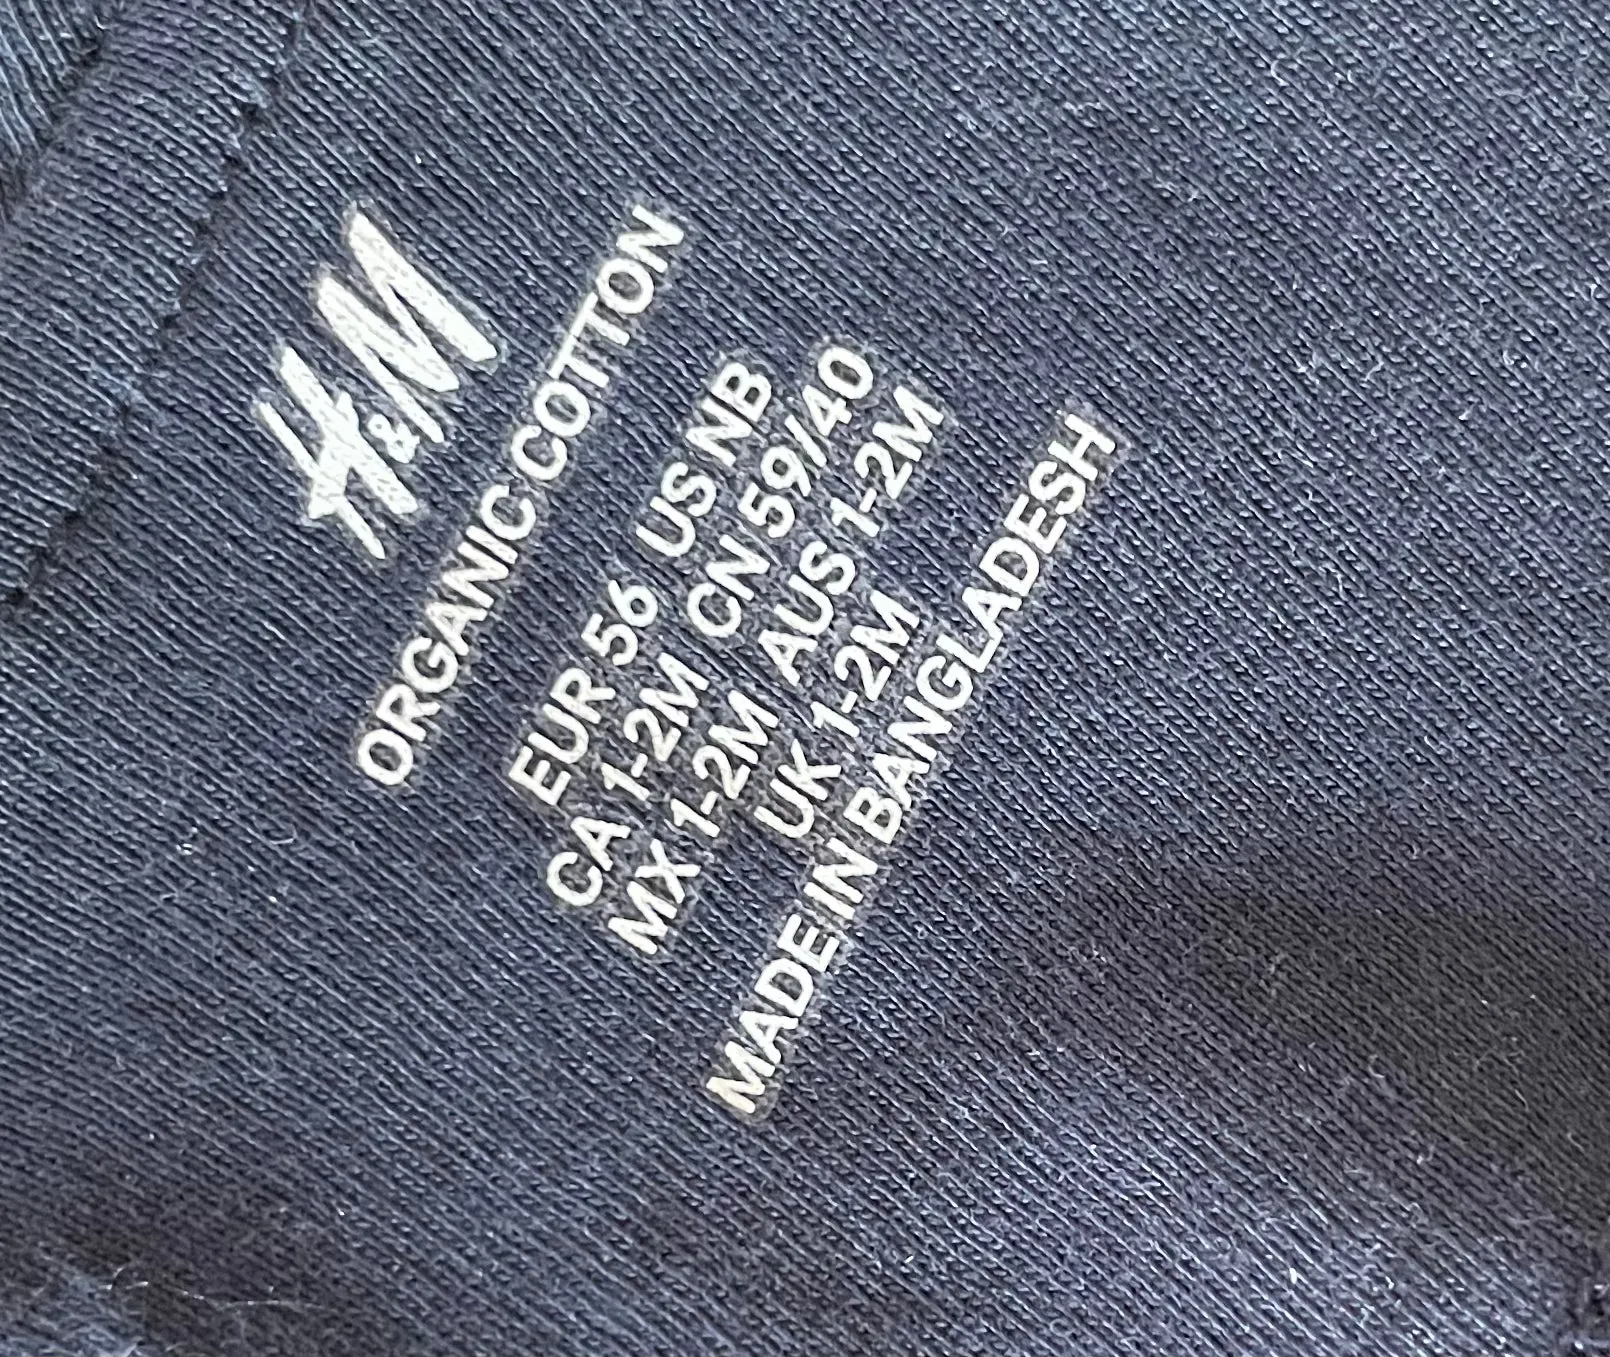 H&M
ORGANIC COTTON
EUR 56 US NB
CA 1-2M CN 59/40
MX 1-2M AUS 1-2M
UK 1-2M
MADE IN BANGLADESH